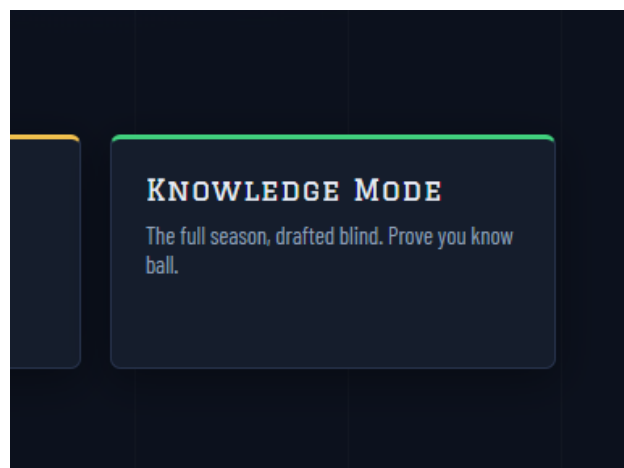 Knowledge Mode
The full season, drafted blind. Prove you know
ball.